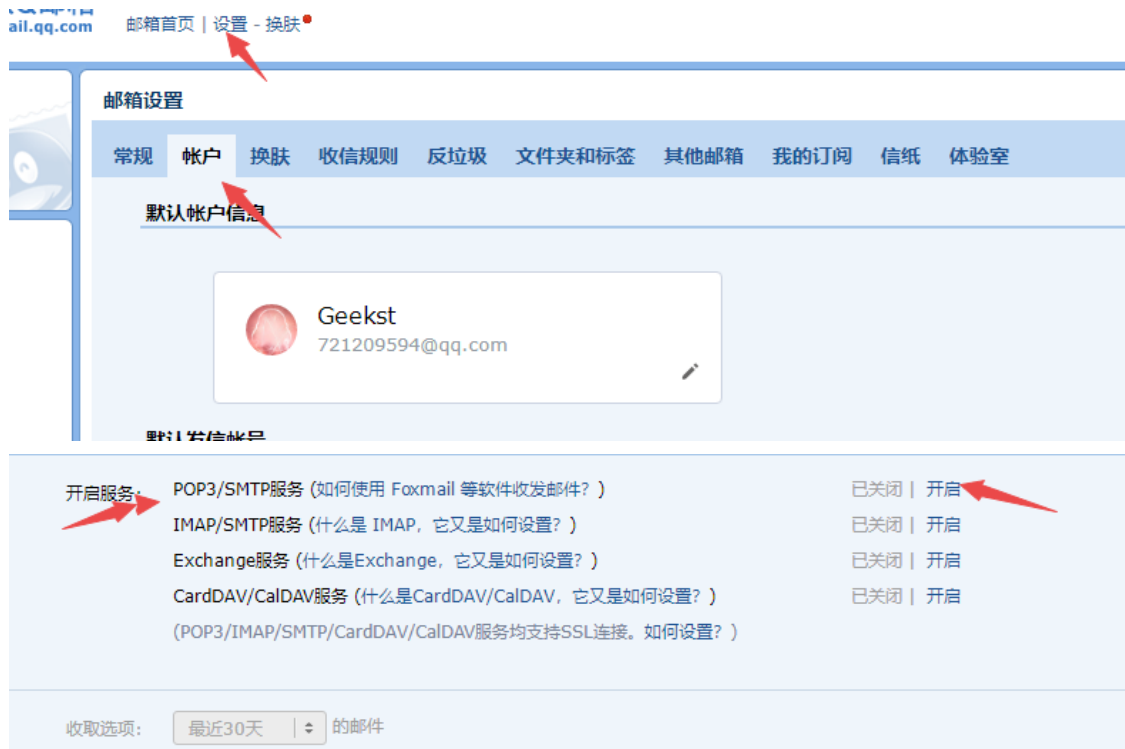 ail.qq.com
邮箱首页 | 设置 - 换肤
邮箱设置
常规 帐户 换肤 收信规则 反垃圾 文件夹和标签 其他邮箱 我的订阅 信纸 体验室
默认帐户信息
Geekst
721209594@qq.com
默认发信帐号
开启服务: POP3/SMTP服务 (如何使用 Foxmail 等软件收发邮件? ) 已关闭 | 开启
IMAP/SMTP服务 (什么是 IMAP，它又是如何设置? ) 已关闭 | 开启
Exchange服务 (什么是Exchange，它又是如何设置? ) 已关闭 | 开启
CardDAV/CalDAV服务 (什么是CardDAV/CalDAV，它又是如何设置? ) 已关闭 | 开启
(POP3/IMAP/SMTP/CardDAV/CalDAV服务均支持SSL连接。如何设置? )
收取选项: 最近30天 的邮件